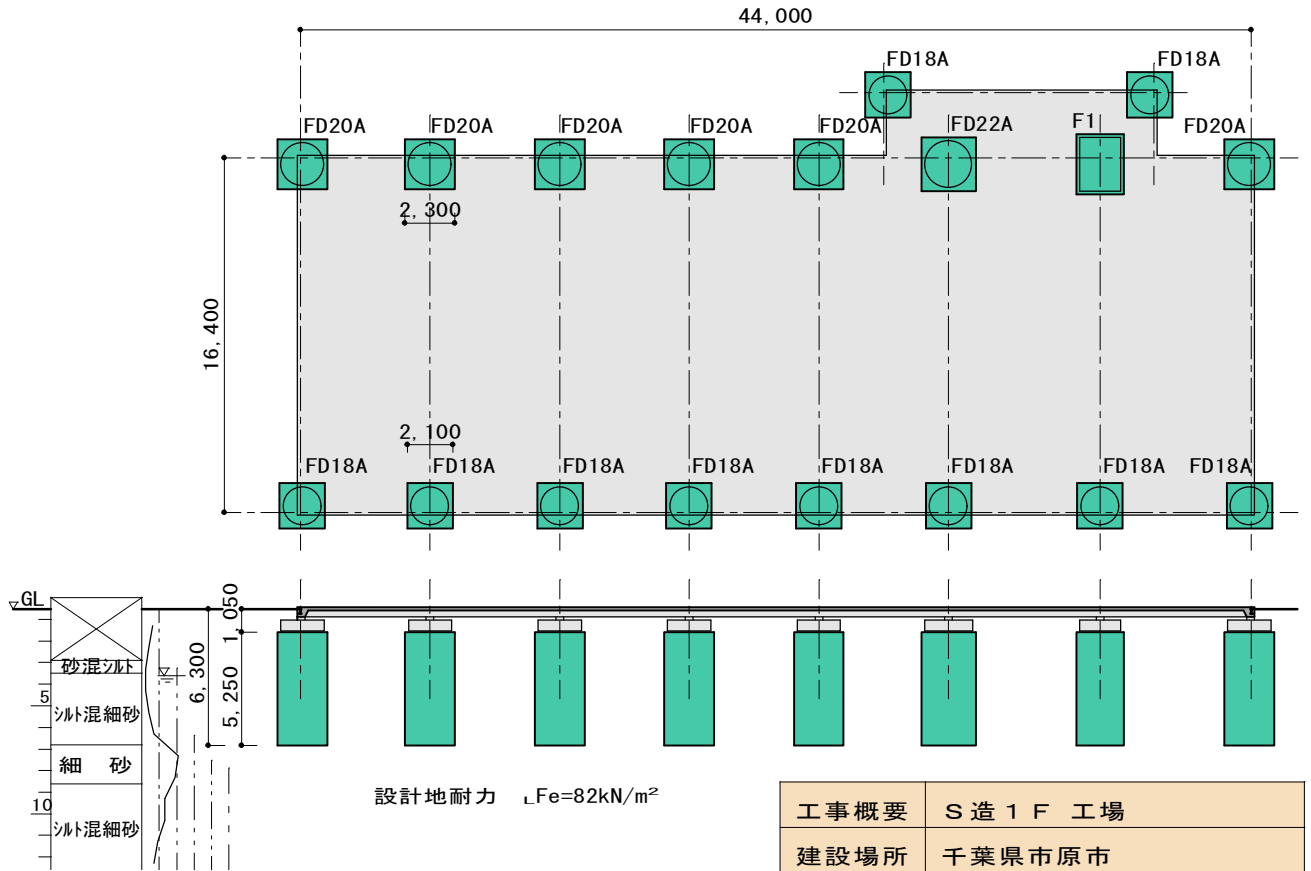 44,000
FD18A FD18A
FD20A FD20A FD20A FD20A FD20A FD22A F1 FD20A
2,300
16,400
2,100
FD18A FD18A FD18A FD18A FD18A FD18A FD18A FD18A
GL
1,050
砂混シルト
6,300
5,250
5
シルト混細砂
細 砂
設計地耐力 LFe=82kN/m²
10
シルト混細砂
工事概要 S造1F 工場
建設場所 千葉県市原市